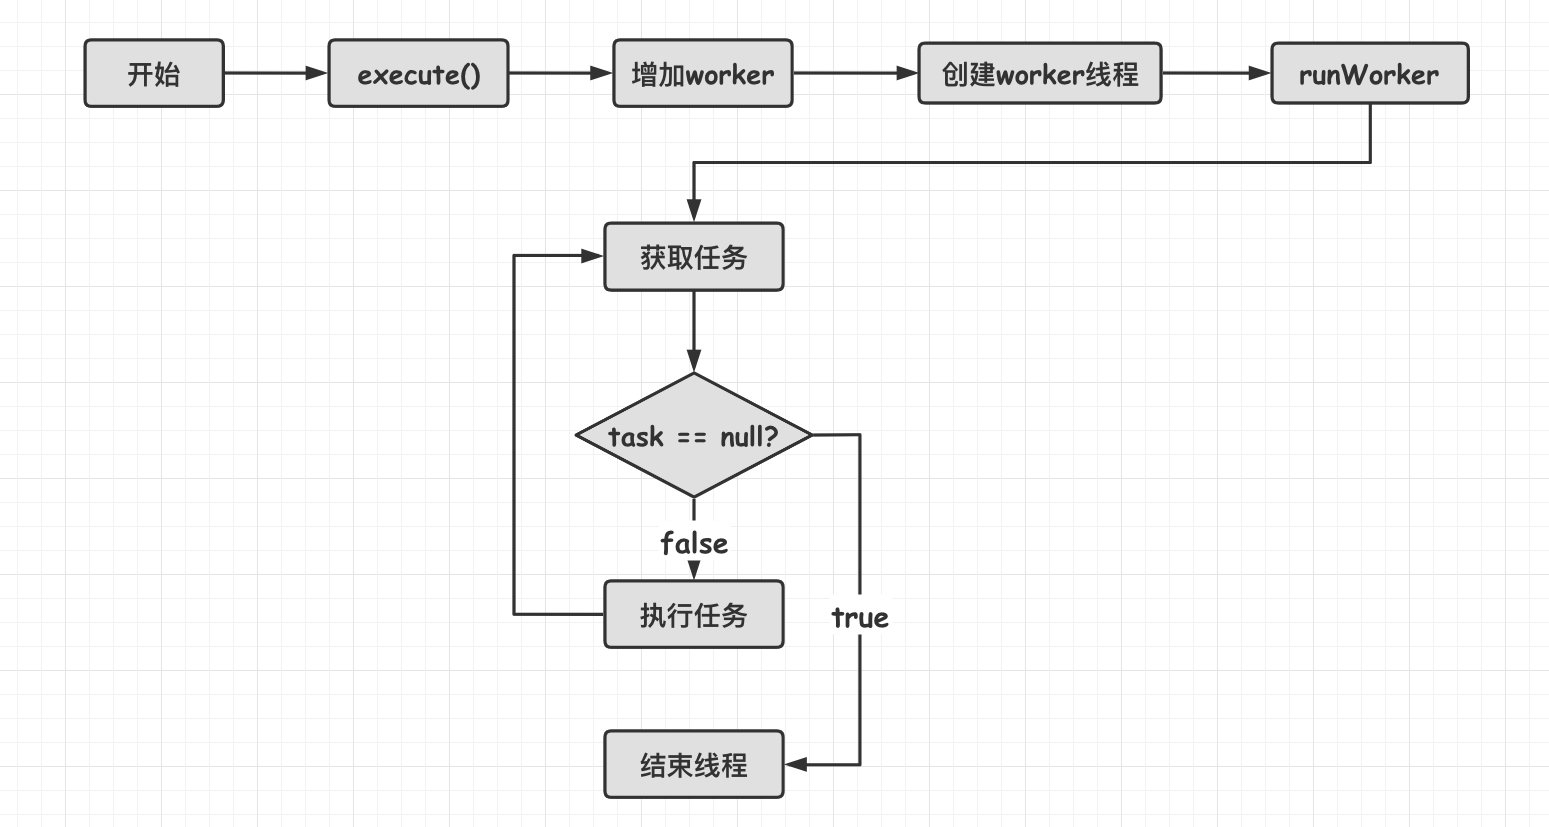 开始
execute()
增加worker
创建worker线程
runWorker
获取任务
task == null?
false
执行任务
true
结束线程